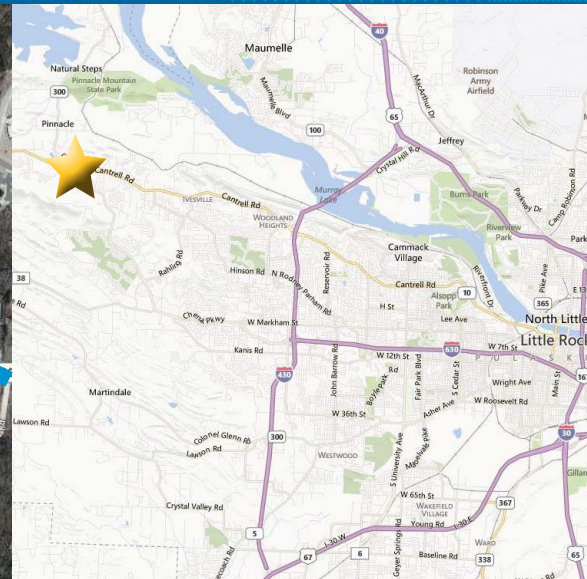 40
Maumelle
Natural Steps
Pinnacle Mountain
State Park
Robinson
Army
Airfield
300
MacArthur Dr
Maumelle Blvd
65
Pinnacle
100
Jeffrey
Crystal Hill Rd
Cantrell Rd
Murray
Lake
Burns Park
Parkway Dr
Camp Robinson Rd
IVESVILLE
Cantrell Rd
WOODLAND
HEIGHTS
Riverview
Park
Park
Cammack
Village
Rahling Rd
Hinson Rd
N Rodney Parham Rd
Reservoir Rd
Riverfront Dr
Pike Ave
38
Cantrell Rd
10
Alsopp
Park
E 13
365
H St
Lee Ave
Chenal Pkwy
W Markham St
North Little
Little Rock
Kanis Rd
W 12th St
630
W 7th St
430
John Barrow Rd
Boyle Park
Rd
Fair Park Blvd
S Cedar St
Wright Ave
Main St
Martindale
W Roosevelt Rd
W 36th St
Asher Ave
Lawson Rd
Colonel Glenn Rd
Lawson Rd
300
30
WESTWOOD
S University Ave
Mabelvale Pike
W 65th St
Crystal Valley Rd
WAKEFIELD
VILLAGE
367
5
Young Rd
I-30 W
I-30 E
Geyer Springs Rd
WARD
67
6
Baseline Rd
338
65